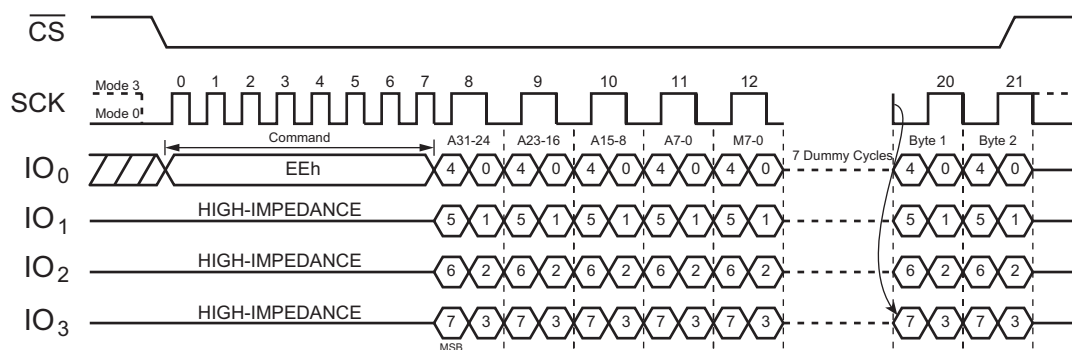 CS
Mode 3
SCK
Mode 0
0 1 2 3 4 5 6 7 8 9 10 11 12 20 21
Command
A31-24 A23-16 A15-8 A7-0 M7-0 Byte 1 Byte 2
7 Dummy Cycles
IO0 EEh 4 0 4 0 4 0 4 0 4 0 4 0 4 0
IO1 HIGH-IMPEDANCE 5 1 5 1 5 1 5 1 5 1 5 1 5 1
IO2 HIGH-IMPEDANCE 6 2 6 2 6 2 6 2 6 2 6 2 6 2
IO3 HIGH-IMPEDANCE 7 3 7 3 7 3 7 3 7 3 7 3 7 3
MSB